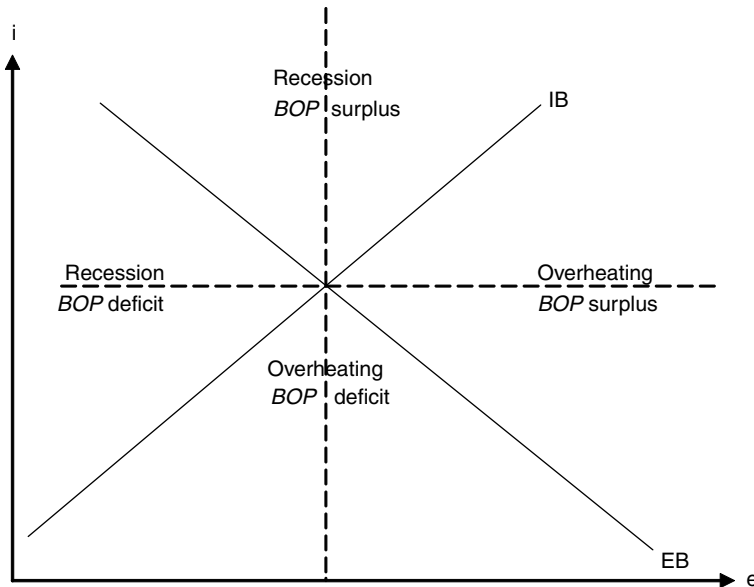 i
Recession
BOP surplus
IB
Recession
BOP deficit
Overheating
BOP surplus
Overheating
BOP deficit
EB
e